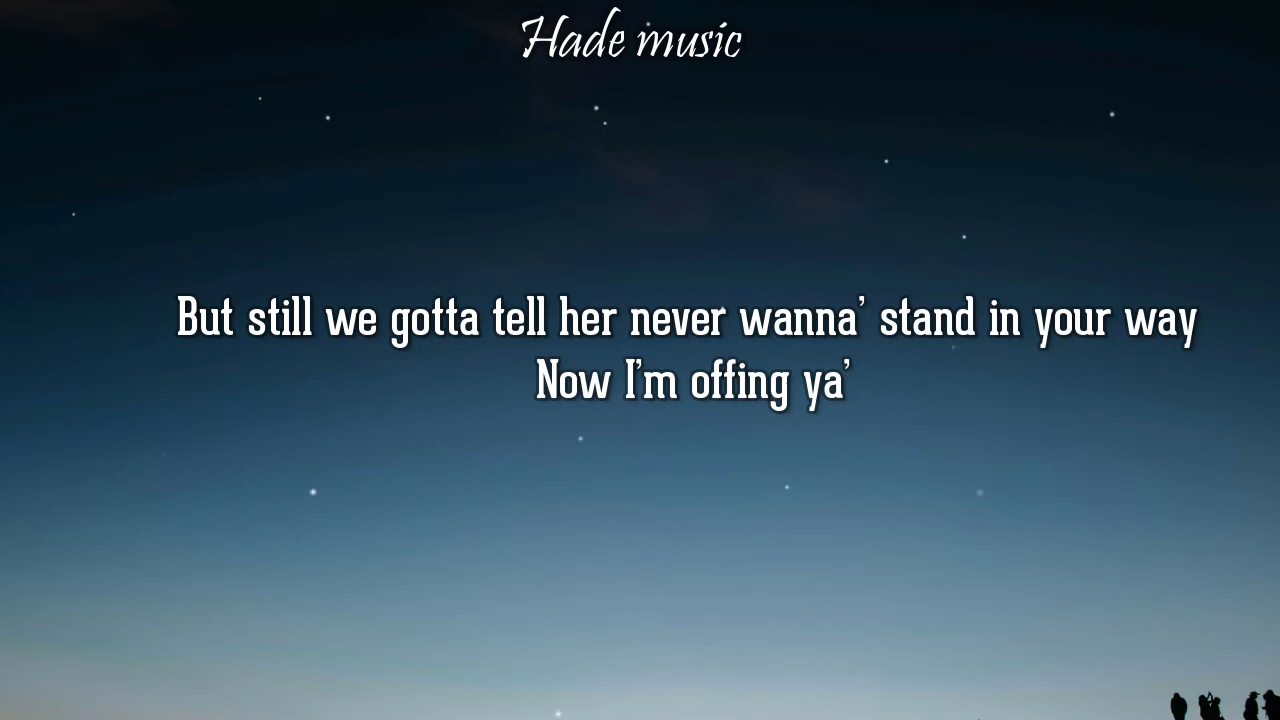 Hade music
But still we gotta tell her never wanna' stand in your way
Now I'm offing ya'